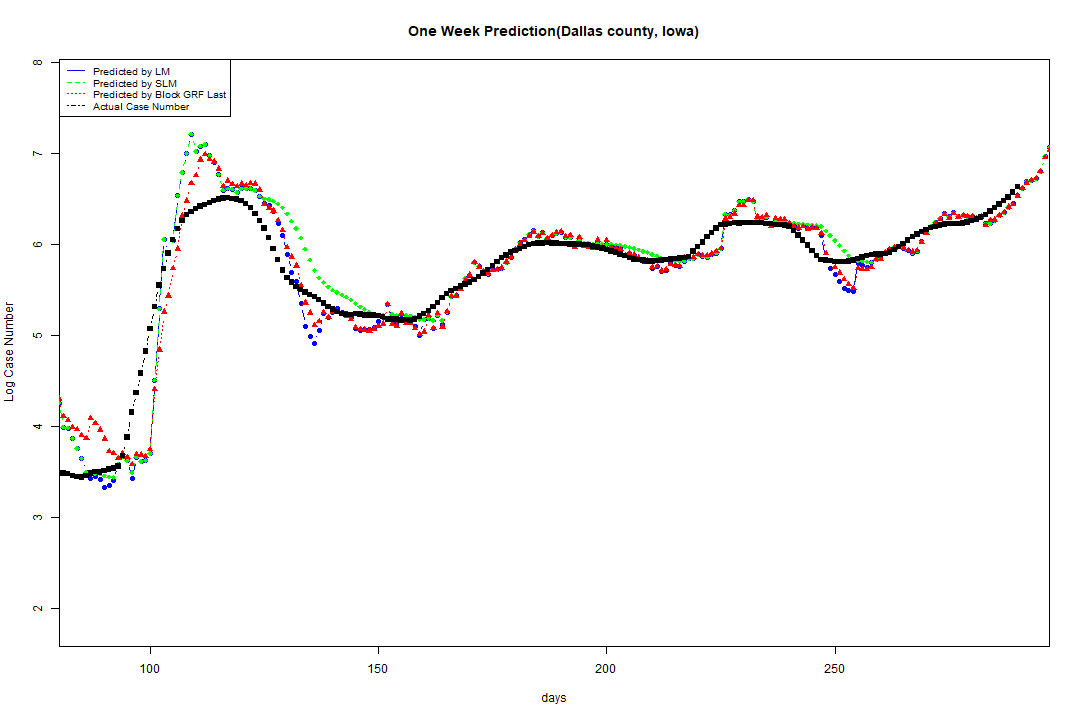 One Week Prediction(Dallas county, Iowa)
Predicted by LM
Predicted by SLM
Predicted by Block GRF Last
Actual Case Number
8
7
6
5
4
3
2
Log Case Number
100 150 200 250
days